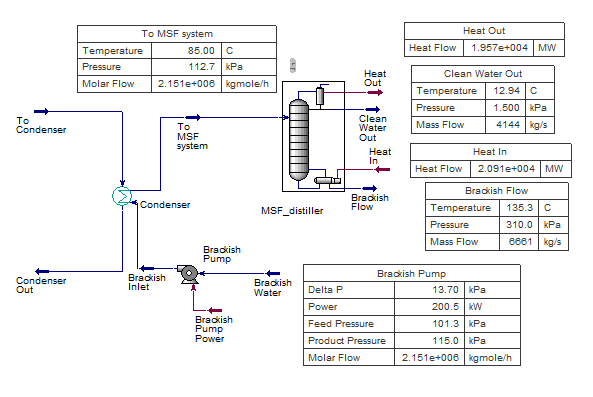 To MSF system
Temperature 85.00 C
Pressure 112.7 kPa
Molar Flow 2.151e+006 kgmole/h
Heat Out
Heat Flow 1.957e+004 MW
Clean Water Out
Temperature 12.94 C
Pressure 1.500 kPa
Mass Flow 4144 kg/s
Heat In
Heat Flow 2.091e+004 MW
Brackish Flow
Temperature 135.3 C
Pressure 310.0 kPa
Mass Flow 6661 kg/s
To
Condenser
To
MSF
system
Heat
Out
Clean
Water
Out
Heat
In
Brackish
Flow
MSF_distiller
Condenser
Condenser
Out
Brackish
Inlet
Brackish
Pump
Brackish
Water
Brackish
Pump
Power
Brackish Pump
Delta P 13.70 kPa
Power 200.5 kW
Feed Pressure 101.3 kPa
Product Pressure 115.0 kPa
Molar Flow 2.151e+006 kgmole/h